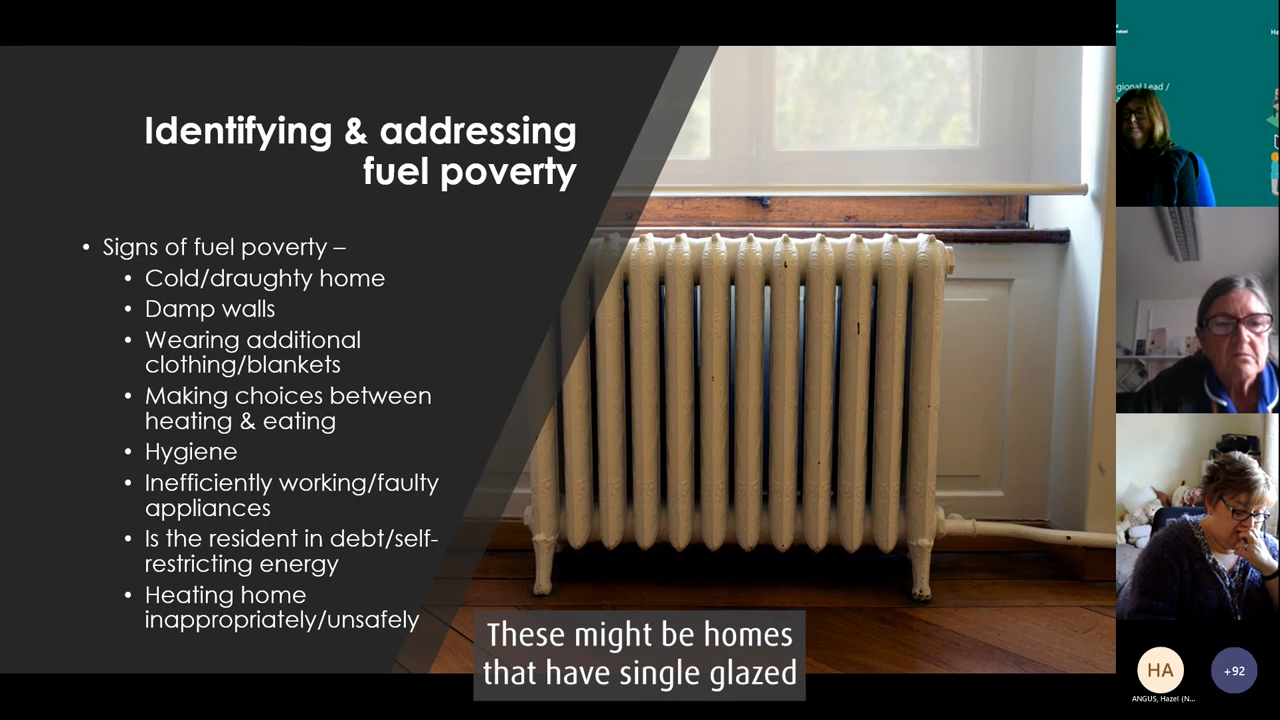 Identifying & addressing
fuel poverty
• Signs of fuel poverty –
• Cold/draughty home
• Damp walls
• Wearing additional
clothing/blankets
• Making choices between
heating & eating
• Hygiene
• Inefficiently working/faulty
appliances
• Is the resident in debt/self-
restricting energy
• Heating home
inappropriately/unsafely
These might be homes
that have single glazed
gional Lead /
HA
+92
ANGUS, Hazel (N...